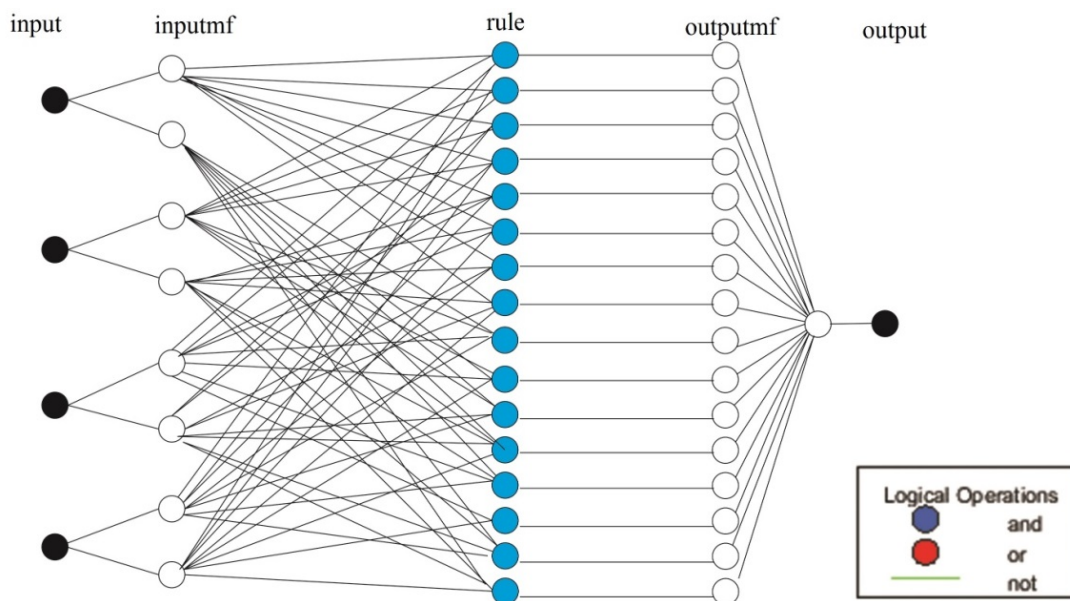 input inputmf rule outputmf output
Logical Operations
and
or
not